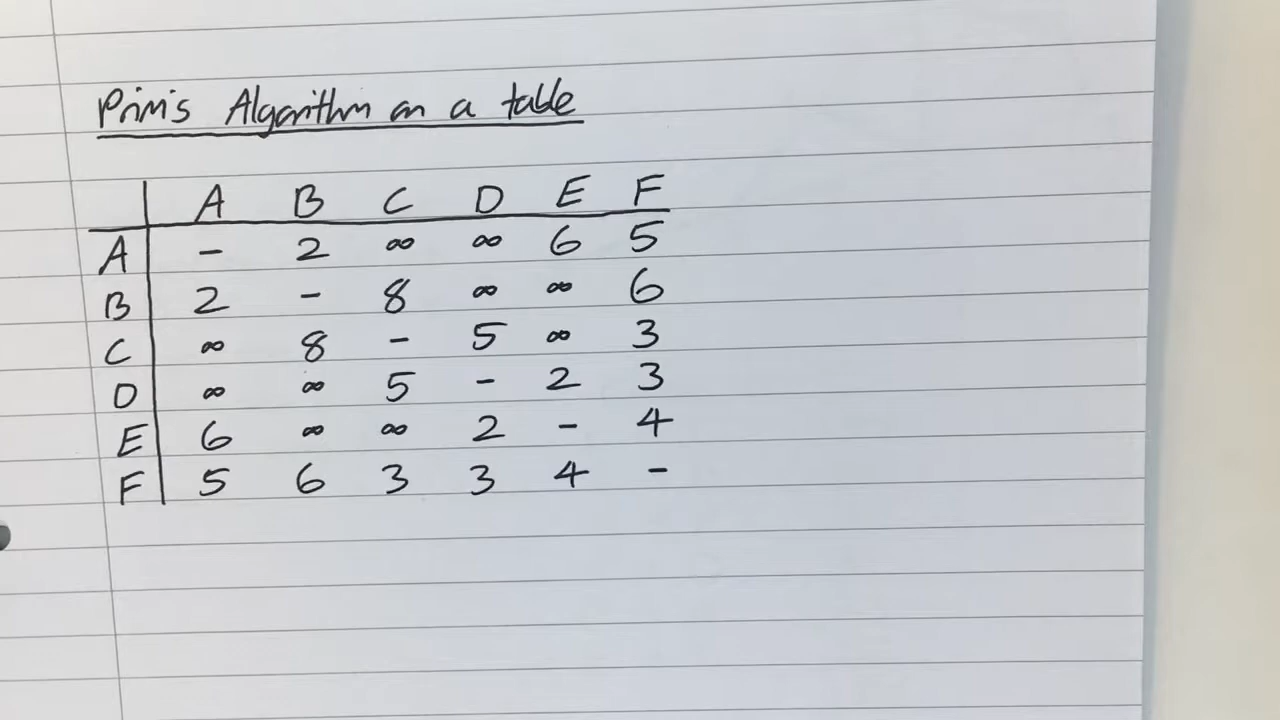 Prim's Algorithm on a table
A B C D E F
A - 2 ∞ ∞ 6 5
B 2 - 8 ∞ ∞ 6
C ∞ 8 - 5 ∞ 3
D ∞ ∞ 5 - 2 3
E 6 ∞ ∞ 2 - 4
F 5 6 3 3 4 -